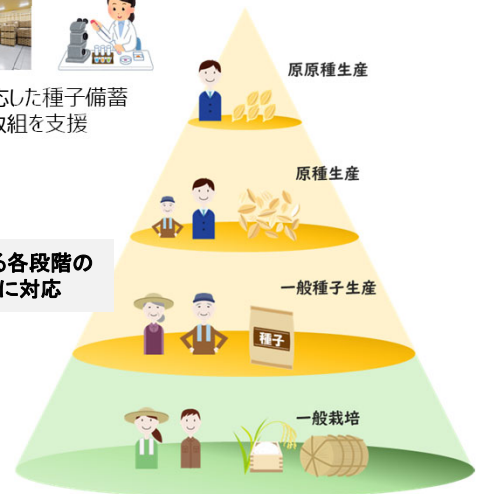 原原種生産
した種子備蓄
組を支援
原種生産
る各段階の
に対応
一般種子生産
種子
一般栽培